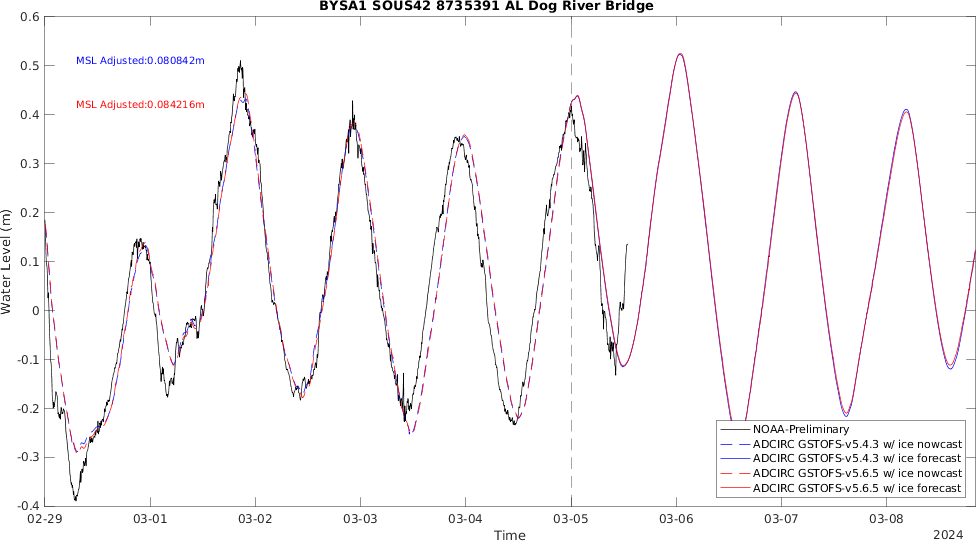 BYSA1 SOUS42 8735391 AL Dog River Bridge
0.6
0.5
0.4
0.3
0.2
0.1
0
-0.1
-0.2
-0.3
-0.4
Water Level (m)
MSL Adjusted:0.080842m
MSL Adjusted:0.084216m
NOAA-Preliminary
ADCIRC GSTOFS-v5.4.3 w/ ice nowcast
ADCIRC GSTOFS-v5.4.3 w/ ice forecast
ADCIRC GSTOFS-v5.6.5 w/ ice nowcast
ADCIRC GSTOFS-v5.6.5 w/ ice forecast
02-29 03-01 03-02 03-03 03-04 03-05 03-06 03-07 03-08
Time
2024